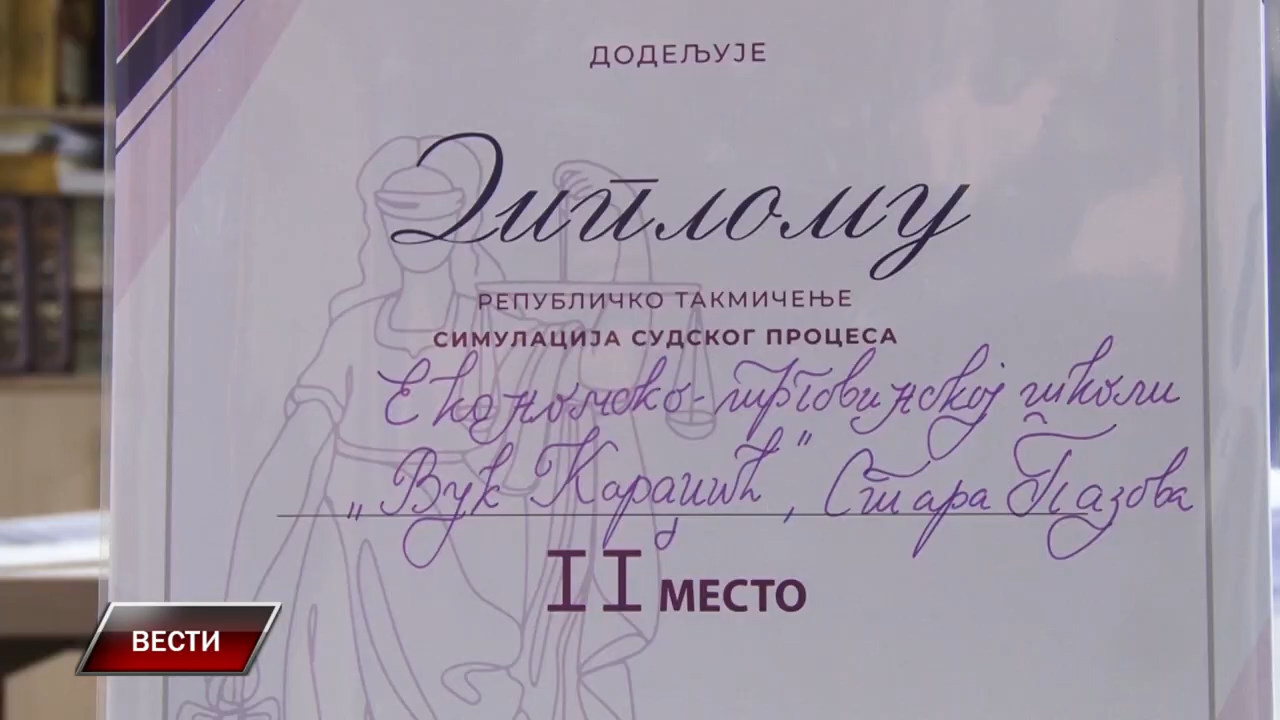 ДОДЕЉУЈЕ
Диплому
РЕПУБЛИЧКО ТАКМИЧЕЊЕ
СИМУЛАЦИЈА СУДСКОГ ПРОЦЕСА
Економско-трговинској школи
„Вук Караџић", Стара Пазова
II МЕСТО
ВЕСТИ